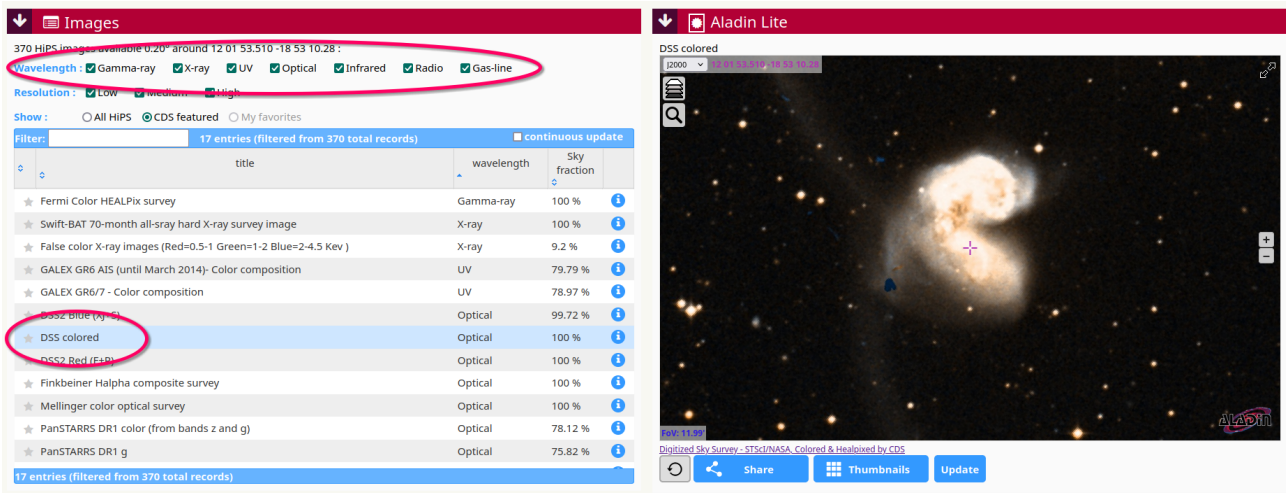 Images
370 HiPS images available 0.20° around 12 01 53.510 -18 53 10.28 :
Wavelength : Gamma-ray X-ray UV Optical Infrared Radio Gas-line
Resolution : Low Medium High
Show : All HiPS CDS featured My favorites
Filter: 17 entries (filtered from 370 total records) continuous update
title wavelength Sky fraction
Fermi Color HEALPix survey Gamma-ray 100 %
Swift-BAT 70-month all-sray hard X-ray survey image X-ray 100 %
False color X-ray images (Red=0.5-1 Green=1-2 Blue=2-4.5 Kev ) X-ray 9.2 %
GALEX GR6 AIS (until March 2014)- Color composition UV 79.79 %
GALEX GR6/7 - Color composition UV 78.97 %
DSS2 Blue (XJ+S) Optical 99.72 %
DSS colored Optical 100 %
DSS2 Red (F+R) Optical 100 %
Finkbeiner Halpha composite survey Optical 100 %
Mellinger color optical survey Optical 100 %
PanSTARRS DR1 color (from bands z and g) Optical 78.12 %
PanSTARRS DR1 g Optical 75.82 %
17 entries (filtered from 370 total records)
Aladin Lite
DSS colored
J2000 12 01 53.510 -18 53 10.28
ALADIN
FoV: 11.99'
Digitized Sky Survey - STScI/NASA, Colored & Healpixed by CDS
Share Thumbnails Update